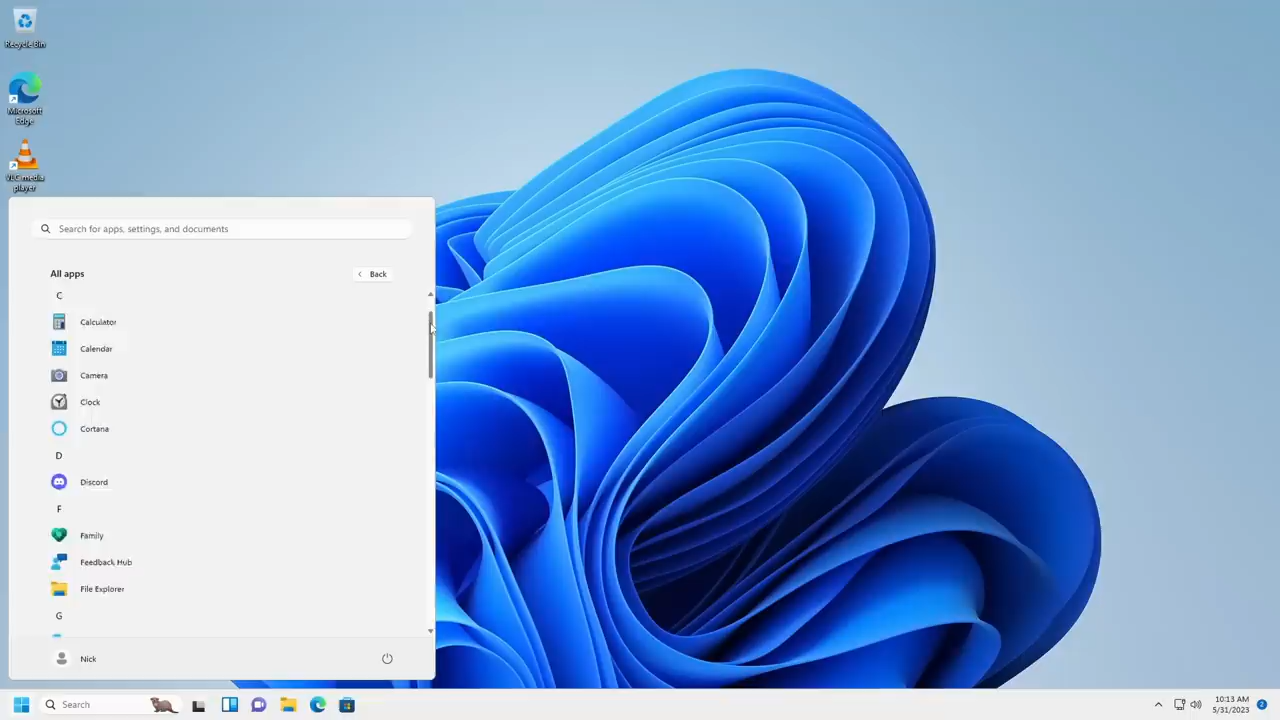 Recycle Bin
Microsoft
Edge
VLC media
player
Search for apps, settings, and documents
All apps
Back
C
Calculator
Calendar
Camera
Clock
Cortana
D
Discord
F
Family
Feedback Hub
File Explorer
G
Nick
Search
10:13 AM
5/31/2023
2